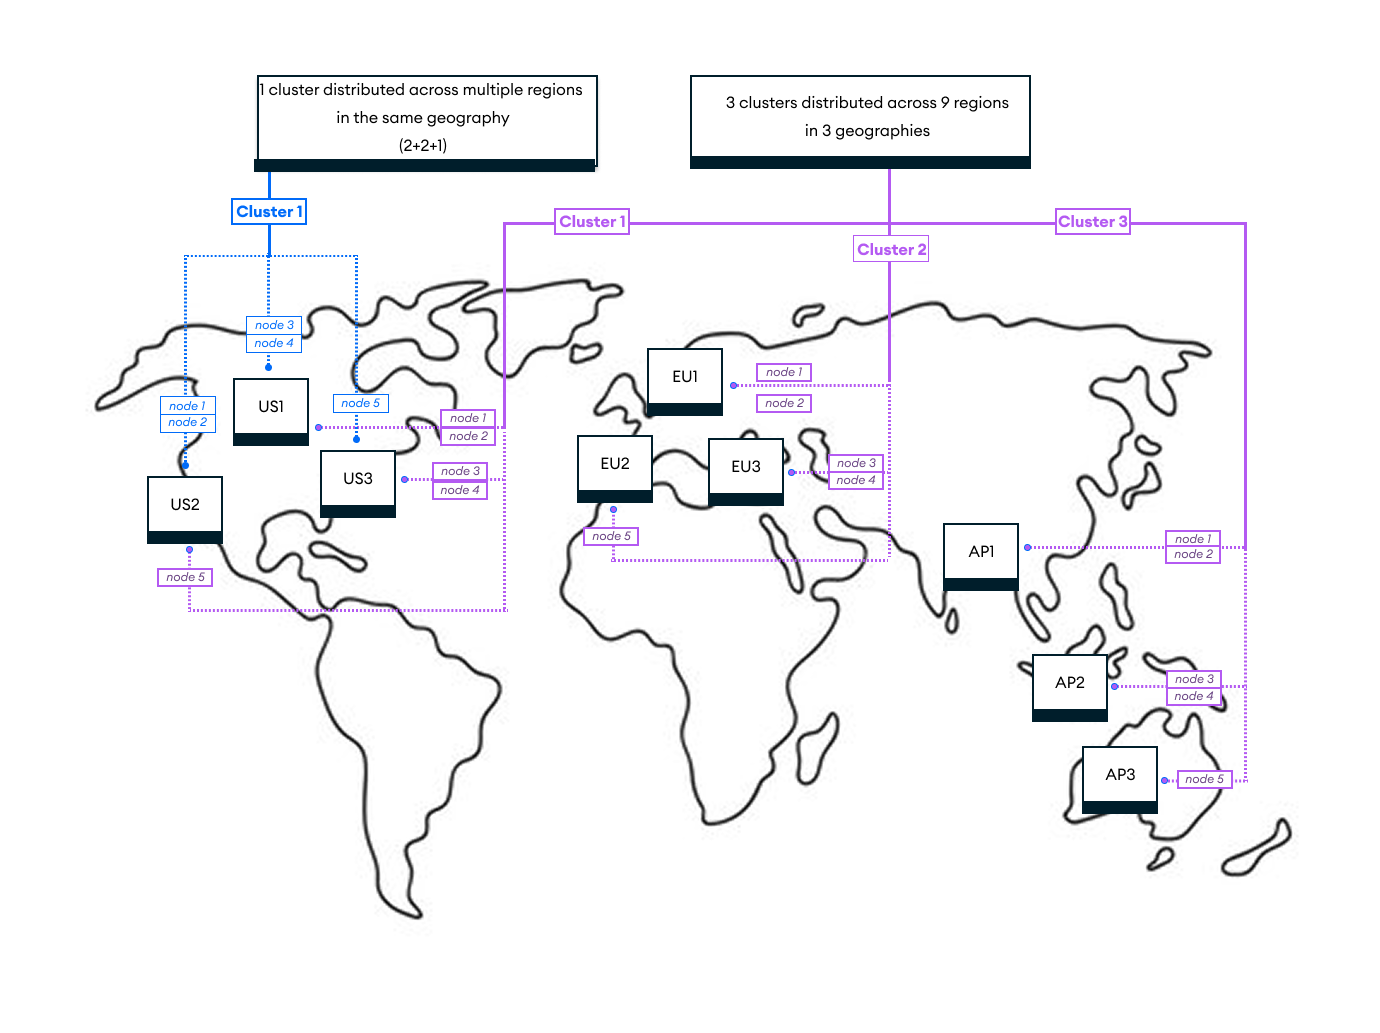 1 cluster distributed across multiple regions
in the same geography
(2+2+1)
3 clusters distributed across 9 regions
in 3 geographies
Cluster 1
Cluster 1
Cluster 2
Cluster 3
node 3
node 4
node 1
node 2
node 5
US1
node 1
node 2
US3
node 3
node 4
US2
node 5
EU1
node 1
node 2
EU2
EU3
node 3
node 4
node 5
AP1
node 1
node 2
AP2
node 3
node 4
AP3
node 5